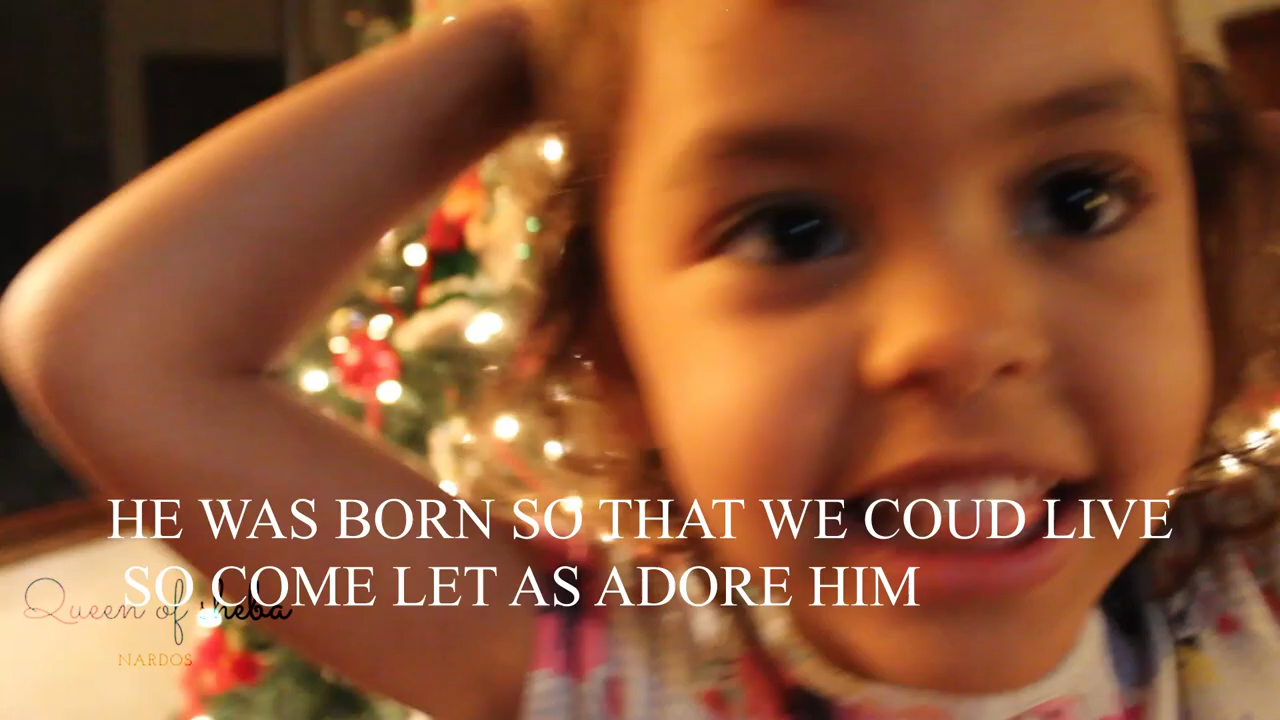 HE WAS BORN SO THAT WE COUD LIVE
SO COME LET AS ADORE HIM
Queen of sheba
NARDOS